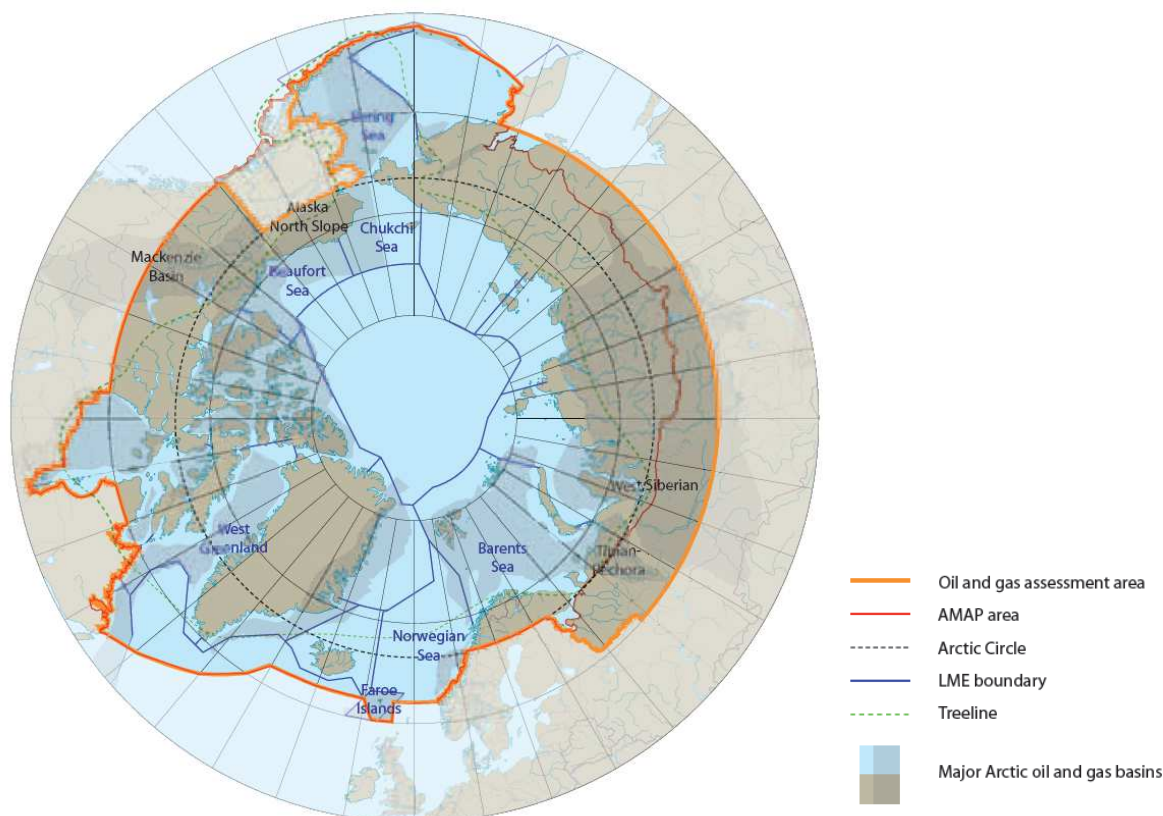 Bering
Sea
Alaska
North Slope
Chukchi
Sea
Mackenzie
Basin
Beaufort
Sea
West Siberian
West
Greenland
Barents
Sea
Timan-
Pechora
Norwegian
Sea
Faroe
Islands
Oil and gas assessment area
AMAP area
Arctic Circle
LME boundary
Treeline
Major Arctic oil and gas basins